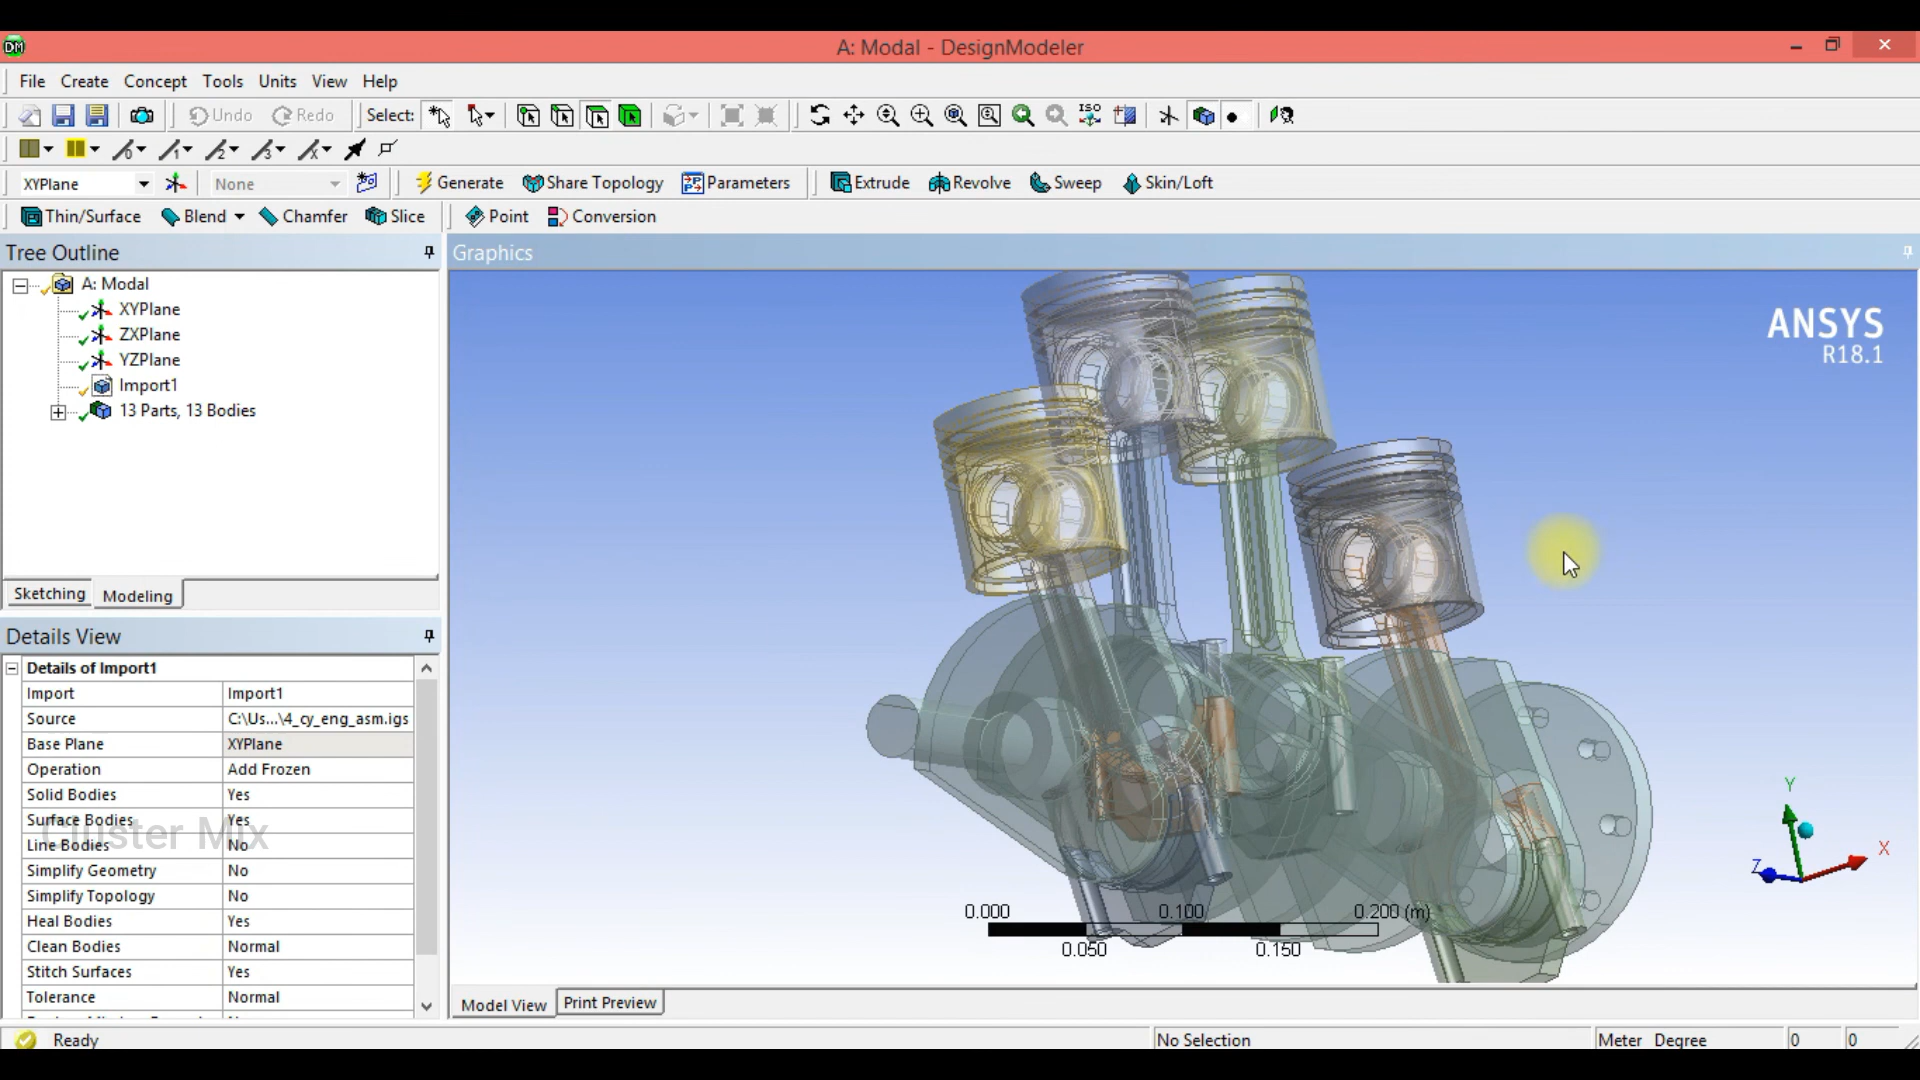 DM
A: Modal - DesignModeler
File Create Concept Tools Units View Help
Undo Redo Select: ISO
XYPlane None Generate Share Topology Parameters Extrude Revolve Sweep Skin/Loft
Thin/Surface Blend Chamfer Slice Point Conversion
Tree Outline
Graphics
A: Modal
XYPlane
ZXPlane
YZPlane
Import1
13 Parts, 13 Bodies
Sketching Modeling
ANSYS
R18.1
Details View
Details of Import1
Import Import1
Source C:\Us...\4_cy_eng_asm.igs
Base Plane XYPlane
Operation Add Frozen
Solid Bodies Yes
Surface Bodies Yes
Cluster Mix
Line Bodies No
Simplify Geometry No
Simplify Topology No
Heal Bodies Yes
Clean Bodies Normal
Stitch Surfaces Yes
Tolerance Normal
Y
X
Z
0.000 0.100 0.200 (m)
0.050 0.150
Model View Print Preview
Ready No Selection Meter Degree 0 0